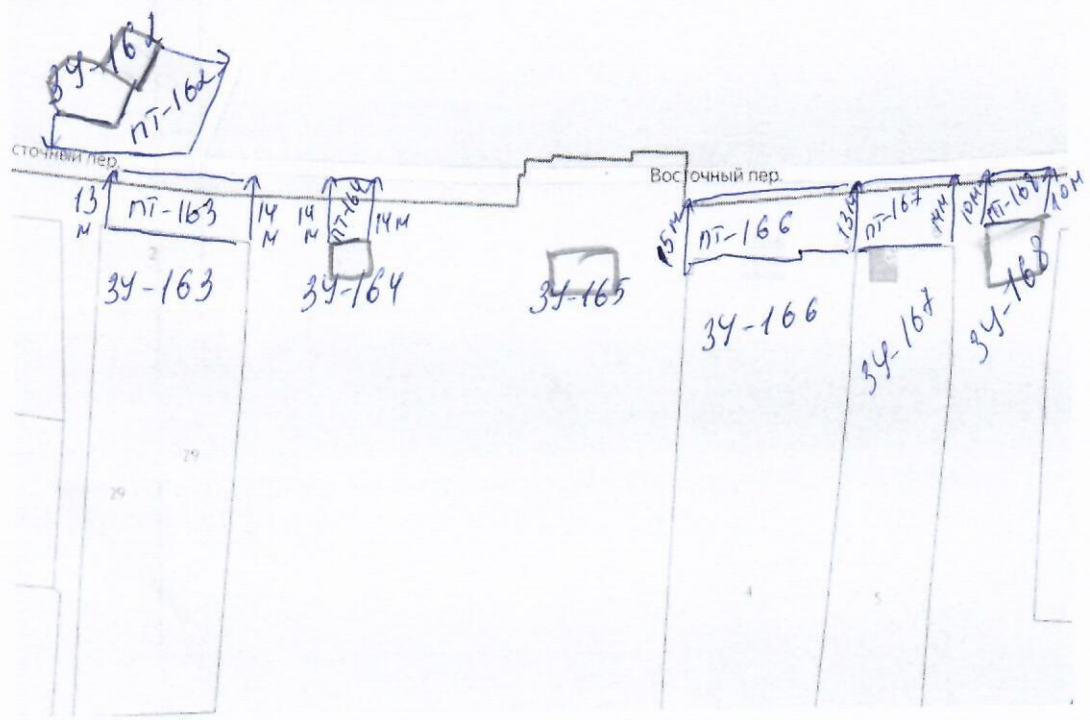 ЗУ-162
ПТ-162
сточный пер.
Восточный пер.
13 м
ПТ-163
14 м
14 м
ПТ-164
14 м
15 м
ПТ-166
13 м
ПТ-167
14 м
10 м
ПТ-168
10 м
2
ЗУ-163
ЗУ-164
ЗУ-165
ЗУ-166
ЗУ-167
ЗУ-168
29
29
4
5